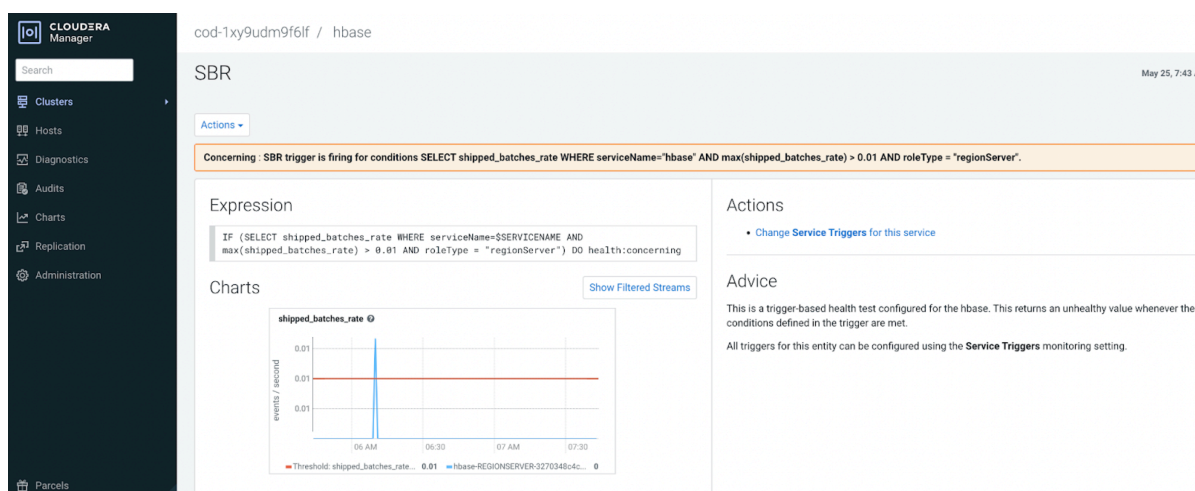 CLOUDERA
Manager
Search
Clusters
Hosts
Diagnostics
Audits
Charts
Replication
Administration
Parcels
cod-1xy9udm9f6lf / hbase
SBR
May 25, 7:43
Actions
Concerning : SBR trigger is firing for conditions SELECT shipped_batches_rate WHERE serviceName="hbase" AND max(shipped_batches_rate) > 0.01 AND roleType = "regionServer".
Expression
IF (SELECT shipped_batches_rate WHERE serviceName=$SERVICENAME AND
max(shipped_batches_rate) > 0.01 AND roleType = "regionServer") DO health:concerning
Charts
Show Filtered Streams
shipped_batches_rate
events / second
0.01
0.01
0.01
06 AM 06:30 07 AM 07:30
Threshold: shipped_batches_rate... 0.01 hbase-REGIONSERVER-3270348c4c... 0
Actions
Change Service Triggers for this service
Advice
This is a trigger-based health test configured for the hbase. This returns an unhealthy value whenever the
conditions defined in the trigger are met.
All triggers for this entity can be configured using the Service Triggers monitoring setting.